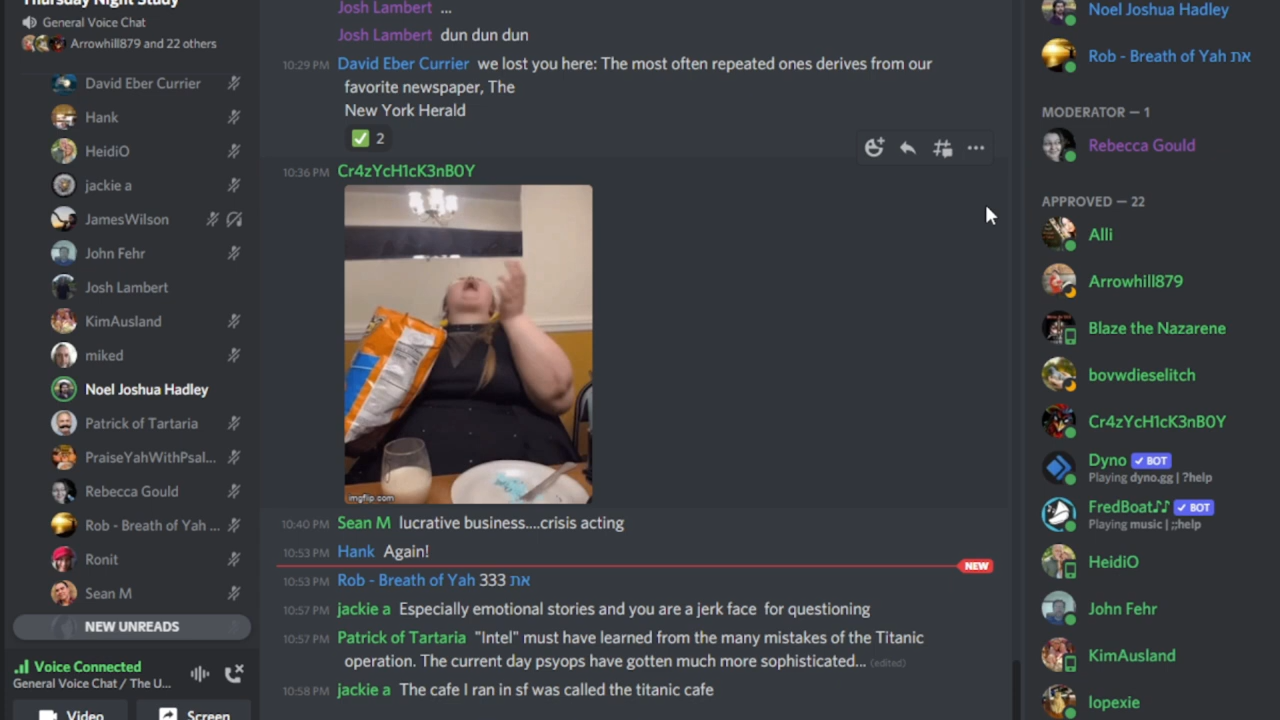 Thursday Night Study
General Voice Chat
Arrowhill879 and 22 others
David Eber Currier
Hank
HeidiO
jackie a
JamesWilson
John Fehr
Josh Lambert
KimAusland
miked
Noel Joshua Hadley
Patrick of Tartaria
PraiseYahWithPsal...
Rebecca Gould
Rob - Breath of Yah ...
Ronit
Sean M
NEW UNREADS
Voice Connected
General Voice Chat / The U...
Video
Screen
Josh Lambert ...
Josh Lambert dun dun dun
10:29 PM David Eber Currier we lost you here: The most often repeated ones derives from our
favorite newspaper, The
New York Herald
✅ 2
10:36 PM Cr4zYcH1cK3nB0Y
imgflip.com
10:40 PM Sean M lucrative business....crisis acting
10:53 PM Hank Again!
NEW
10:53 PM Rob - Breath of Yah את 333
10:57 PM jackie a Especially emotional stories and you are a jerk face for questioning
10:57 PM Patrick of Tartaria "Intel" must have learned from the many mistakes of the Titanic
operation. The current day psyops have gotten much more sophisticated... (edited)
10:58 PM jackie a The cafe I ran in sf was called the titanic cafe
Noel Joshua Hadley
Rob - Breath of Yah את
MODERATOR — 1
Rebecca Gould
APPROVED — 22
Alli
Arrowhill879
Blaze the Nazarene
bovwdieselitch
Cr4zYcH1cK3nB0Y
Dyno ✓ BOT
Playing dyno.gg | ?help
FredBoat♪♪ ✓ BOT
Playing music | ;;help
HeidiO
John Fehr
KimAusland
lopexie